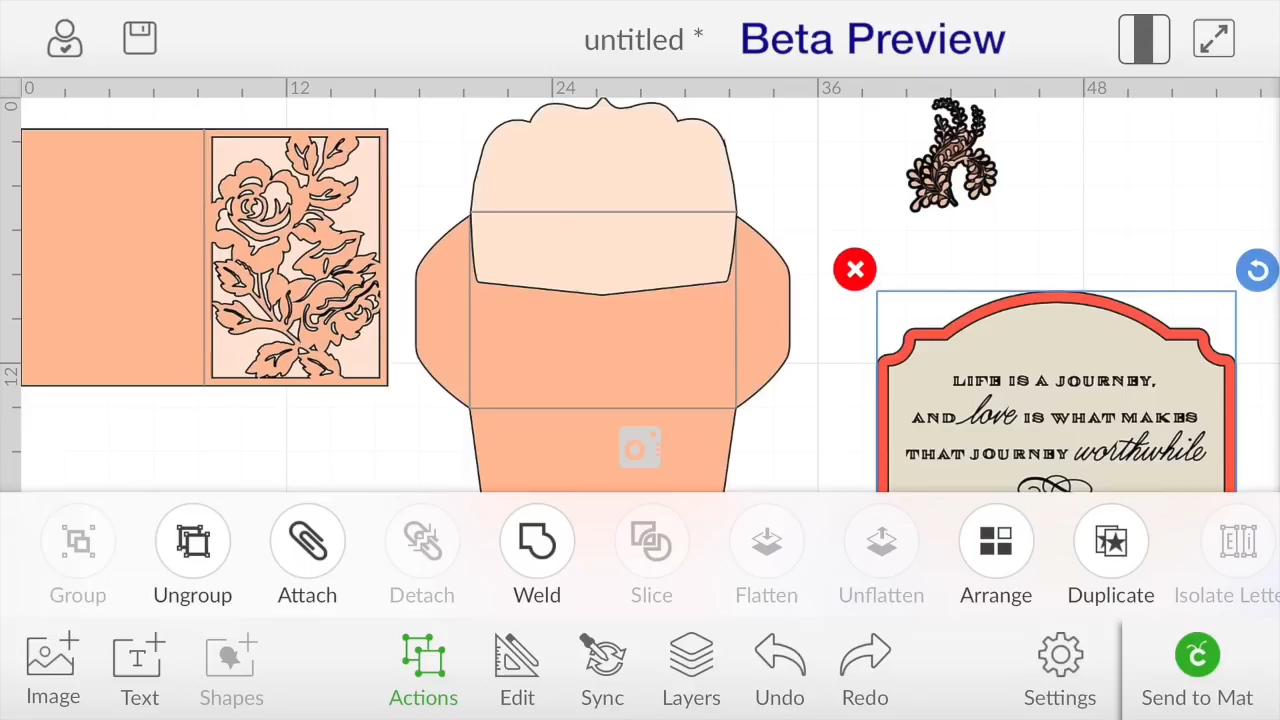 untitled *
Beta Preview
0
12
24
36
48
0
12
LIFE IS A JOURNEY,
AND love IS WHAT MAKES
THAT JOURNEY worthwhile
Group
Ungroup
Attach
Detach
Weld
Slice
Flatten
Unflatten
Arrange
Duplicate
Isolate Lette
Image
Text
Shapes
Actions
Edit
Sync
Layers
Undo
Redo
Settings
Send to Mat